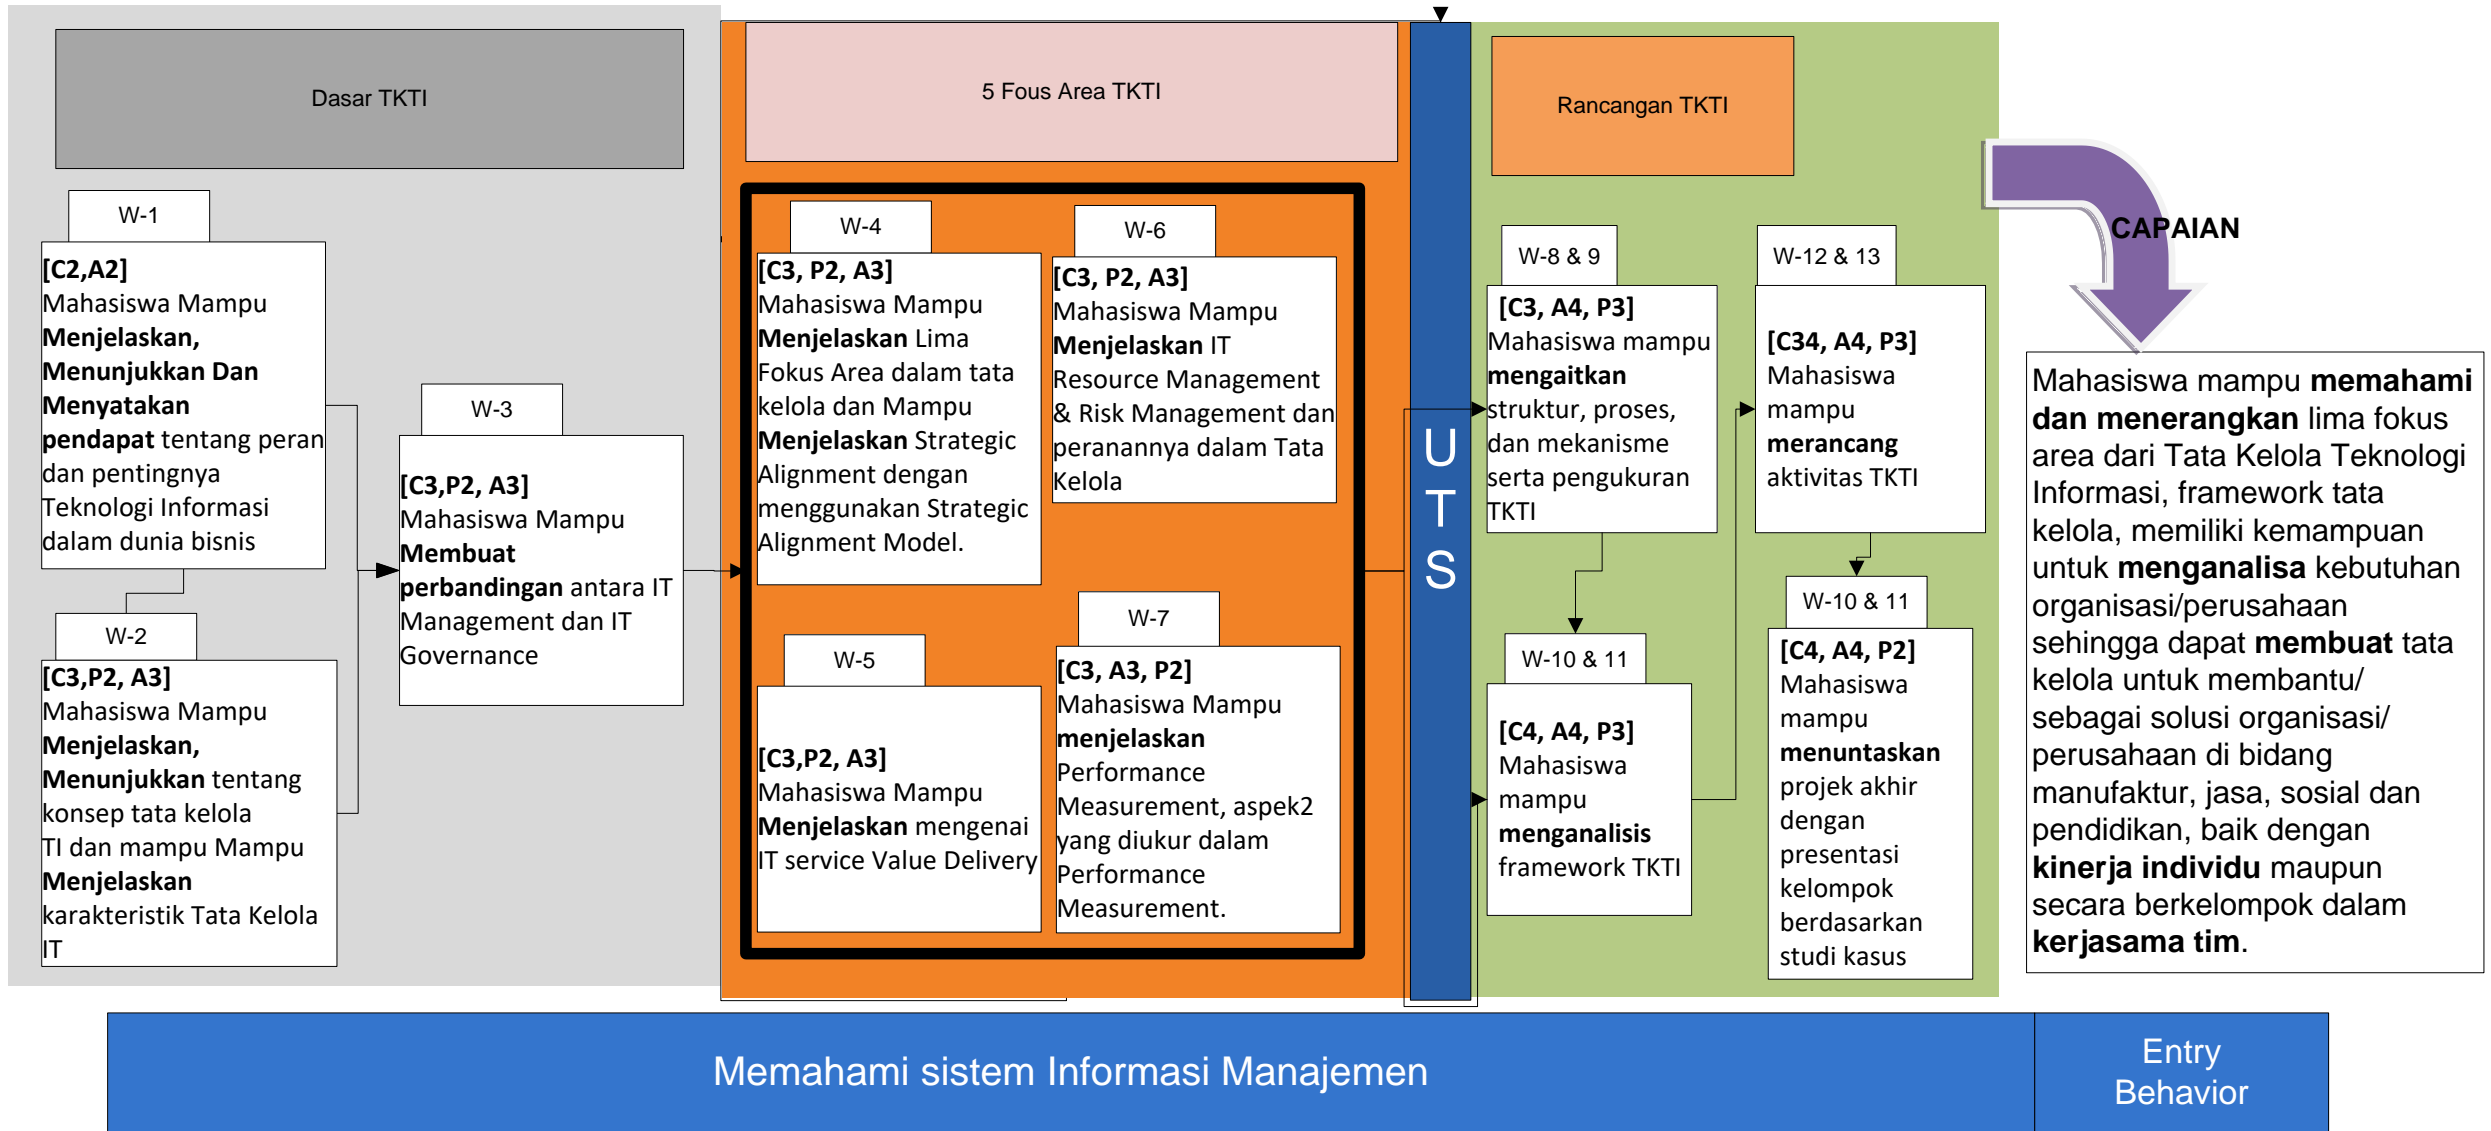 Dasar TKTI
W-1
[C2,A2]
Mahasiswa Mampu
Menjelaskan,
Menunjukkan Dan
Menyatakan
pendapat tentang peran
dan pentingnya
Teknologi Informasi
dalam dunia bisnis
W-2
[C3,P2, A3]
Mahasiswa Mampu
Menjelaskan,
Menunjukkan tentang
konsep tata kelola
TI dan mampu Mampu
Menjelaskan
karakteristik Tata Kelola
IT
W-3
[C3,P2, A3]
Mahasiswa Mampu
Membuat
perbandingan antara IT
Management dan IT
Governance
5 Fous Area TKTI
W-4
[C3, P2, A3]
Mahasiswa Mampu
Menjelaskan Lima
Fokus Area dalam tata
kelola dan Mampu
Menjelaskan Strategic
Alignment dengan
menggunakan Strategic
Alignment Model.
W-5
[C3,P2, A3]
Mahasiswa Mampu
Menjelaskan mengenai
IT service Value Delivery
W-6
[C3, P2, A3]
Mahasiswa Mampu
Menjelaskan IT
Resource Management
& Risk Management dan
peranannya dalam Tata
Kelola
W-7
[C3, A3, P2]
Mahasiswa Mampu
menjelaskan
Performance
Measurement, aspek2
yang diukur dalam
Performance
Measurement.
U
T
S
Rancangan TKTI
W-8 & 9
[C3, A4, P3]
Mahasiswa mampu
mengaitkan
struktur, proses,
dan mekanisme
serta pengukuran
TKTI
W-10 & 11
[C4, A4, P3]
Mahasiswa
mampu
menganalisis
framework TKTI
W-12 & 13
[C34, A4, P3]
Mahasiswa
mampu
merancang
aktivitas TKTI
W-10 & 11
[C4, A4, P2]
Mahasiswa
mampu
menuntaskan
projek akhir
dengan
presentasi
kelompok
berdasarkan
studi kasus
CAPAIAN
Mahasiswa mampu memahami
dan menerangkan lima fokus
area dari Tata Kelola Teknologi
Informasi, framework tata
kelola, memiliki kemampuan
untuk menganalisa kebutuhan
organisasi/perusahaan
sehingga dapat membuat tata
kelola untuk membantu/
sebagai solusi organisasi/
perusahaan di bidang
manufaktur, jasa, sosial dan
pendidikan, baik dengan
kinerja individu maupun
secara berkelompok dalam
kerjasama tim.
Memahami sistem Informasi Manajemen
Entry
Behavior